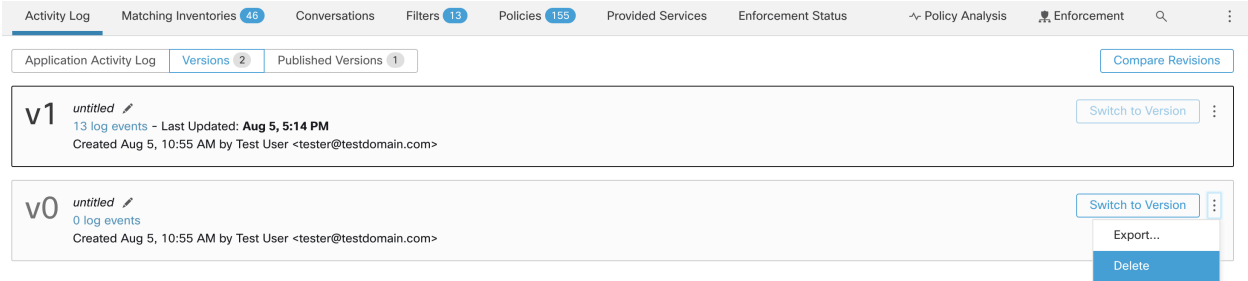 Activity Log Matching Inventories 46 Conversations Filters 13 Policies 155 Provided Services Enforcement Status Policy Analysis Enforcement
Application Activity Log Versions 2 Published Versions 1 Compare Revisions
v1 untitled Switch to Version
13 log events - Last Updated: Aug 5, 5:14 PM
Created Aug 5, 10:55 AM by Test User <tester@testdomain.com>
v0 untitled Switch to Version
0 log events
Created Aug 5, 10:55 AM by Test User <tester@testdomain.com>
Export...
Delete